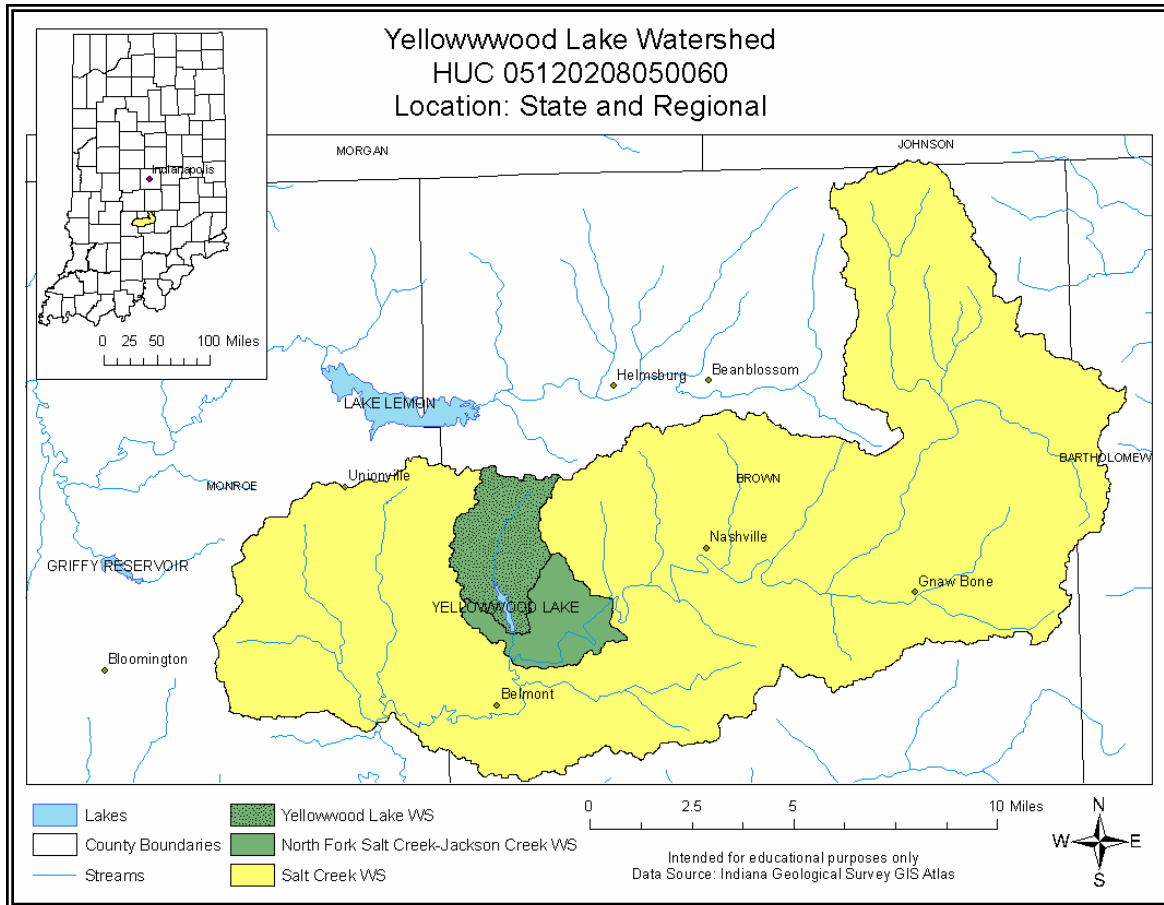 Yellowwwood Lake Watershed
HUC 05120208050060
Location: State and Regional
Indianapolis
0 25 50 100 Miles
MORGAN
JOHNSON
Helmsburg
Beanblossom
LAKE LEMON
BARTHOLOMEW
Unionville
MONROE
BROWN
Nashville
GRIFFY RESERVOIR
Gnaw Bone
YELLOWWOOD LAKE
Bloomington
Belmont
Lakes
County Boundaries
Streams
Yellowwood Lake WS
North Fork Salt Creek-Jackson Creek WS
Salt Creek WS
0 2.5 5 10 Miles
Intended for educational purposes only
Data Source: Indiana Geological Survey GIS Atlas
N
W E
S